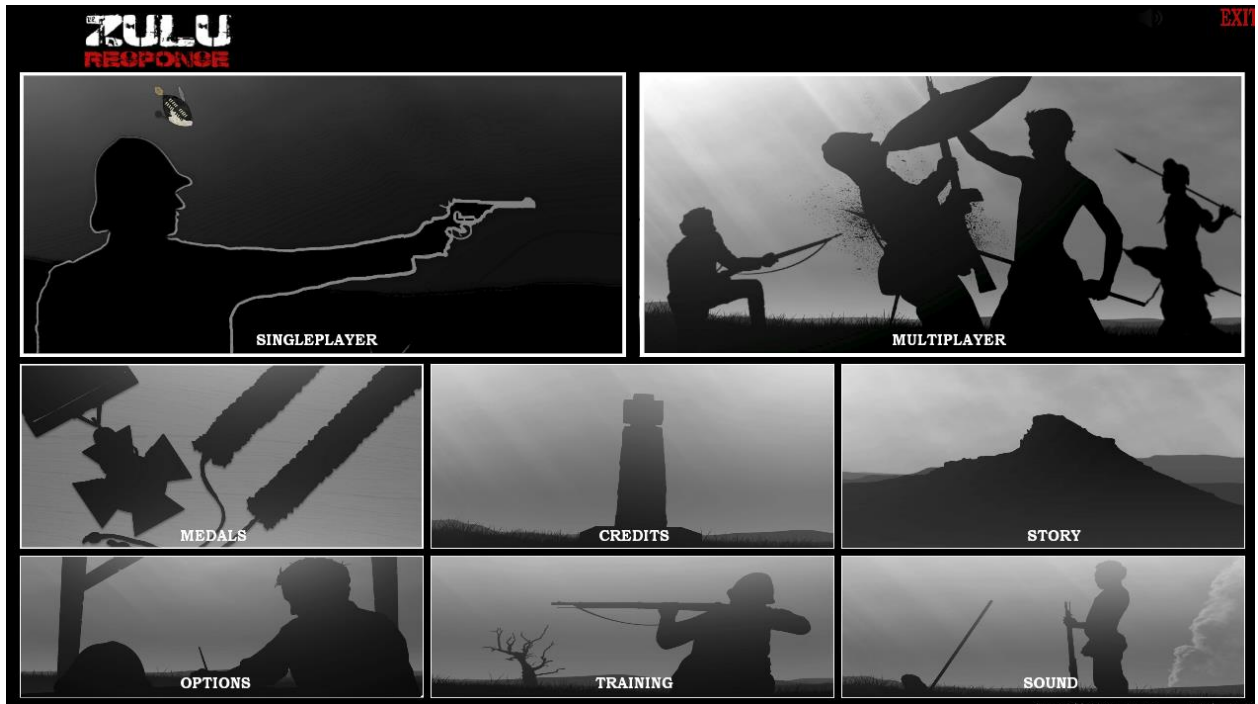 ZULU
RESPONSE
EXIT
SINGLEPLAYER
MULTIPLAYER
MEDALS
CREDITS
STORY
OPTIONS
TRAINING
SOUND